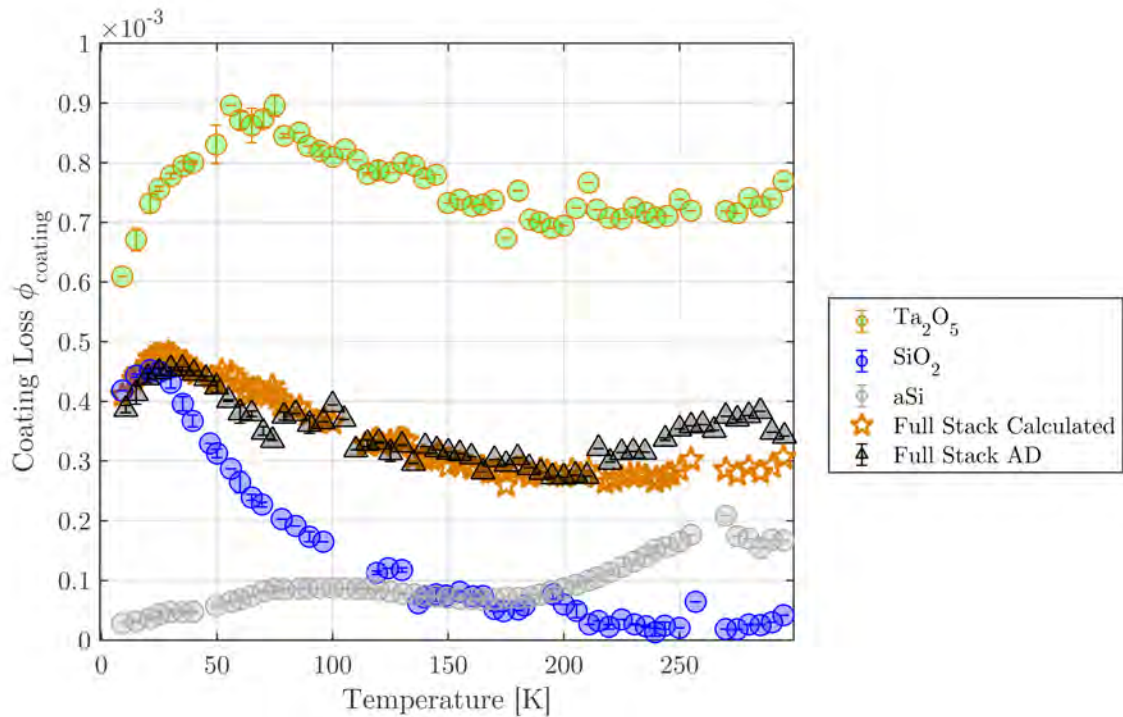 ×10⁻³
1
0.9
0.8
0.7
0.6
0.5
0.4
0.3
0.2
0.1
0
0 50 100 150 200 250
Coating Loss ϕcoating
Temperature [K]
Ta₂O₅
SiO₂
aSi
Full Stack Calculated
Full Stack AD